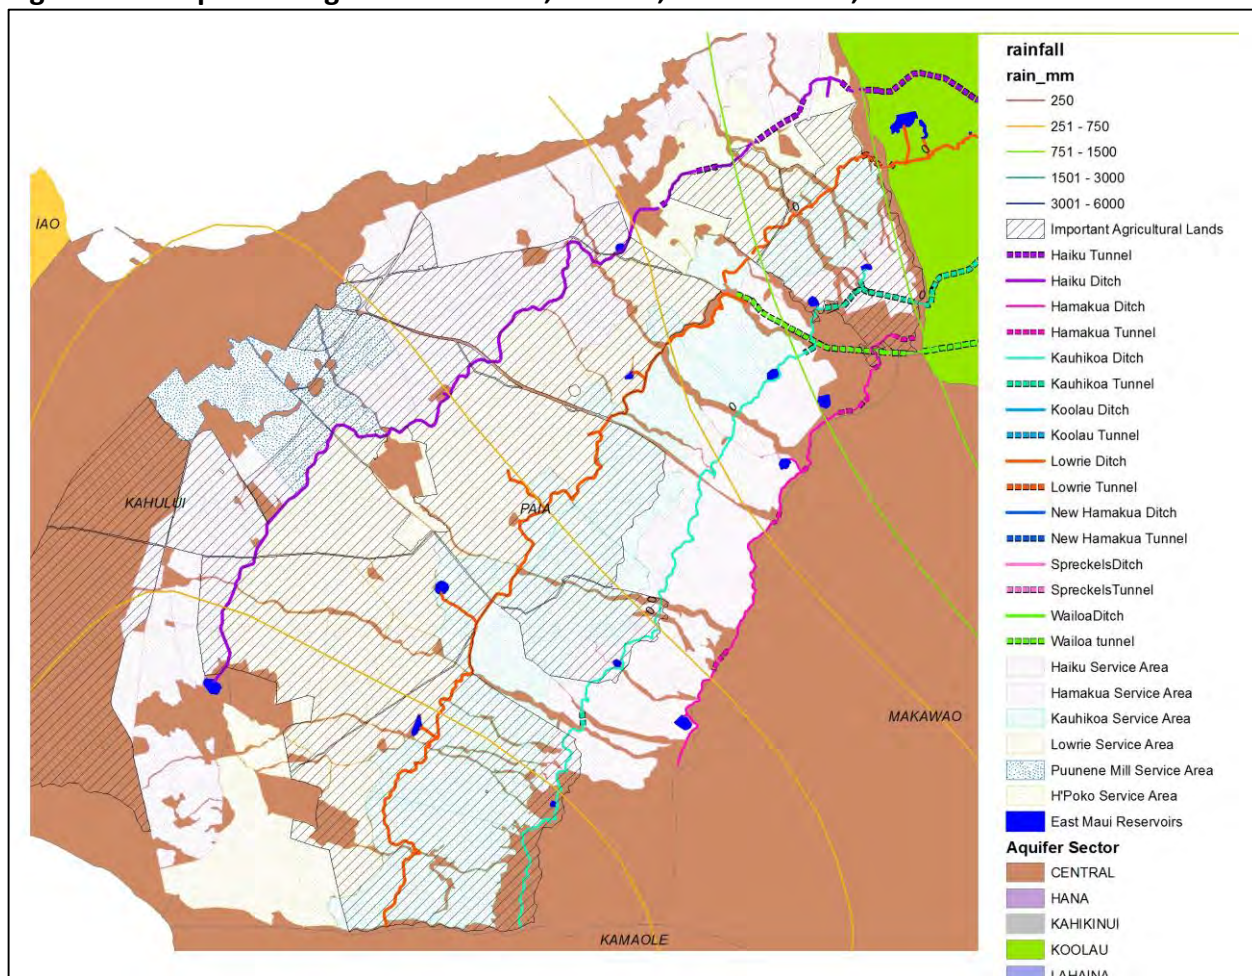 IAO
KAHULUI
PAIA
MAKAWAO
KAMAOLE
rainfall
rain_mm
250
251 - 750
751 - 1500
1501 - 3000
3001 - 6000
Important Agricultural Lands
Haiku Tunnel
Haiku Ditch
Hamakua Ditch
Hamakua Tunnel
Kauhikoa Ditch
Kauhikoa Tunnel
Koolau Ditch
Koolau Tunnel
Lowrie Ditch
Lowrie Tunnel
New Hamakua Ditch
New Hamakua Tunnel
SpreckelsDitch
SpreckelsTunnel
WailoaDitch
Wailoa tunnel
Haiku Service Area
Hamakua Service Area
Kauhikoa Service Area
Lowrie Service Area
Puunene Mill Service Area
H'Poko Service Area
East Maui Reservoirs
Aquifer Sector
CENTRAL
HANA
KAHIKINUI
KOOLAU
LAHAINA